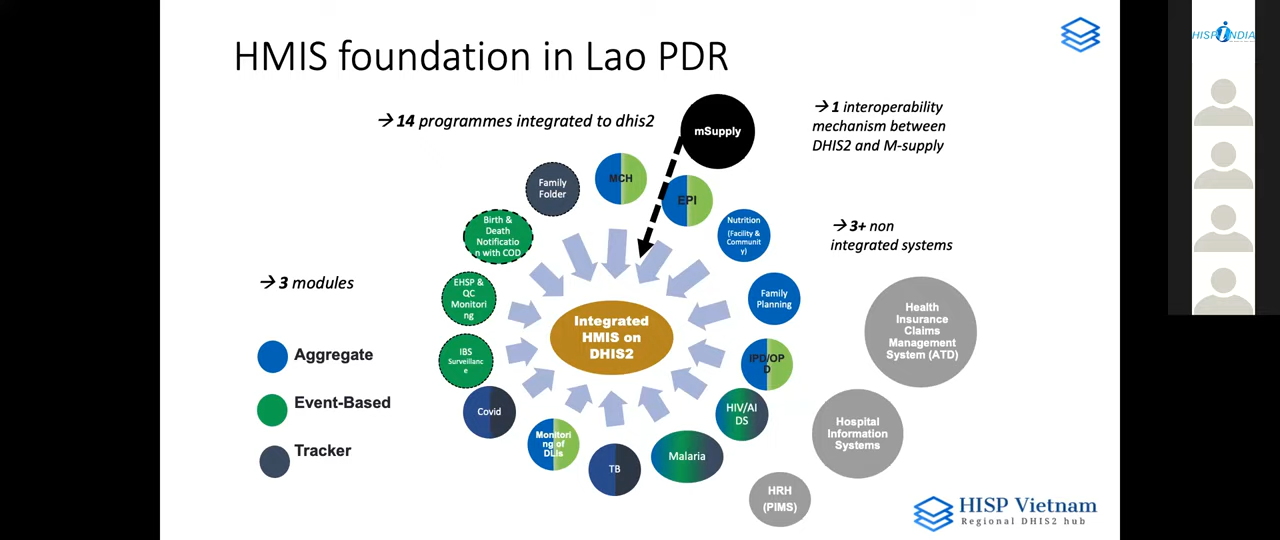 HMIS foundation in Lao PDR
→ 14 programmes integrated to dhis2
mSupply
→ 1 interoperability
mechanism between
DHIS2 and M-supply
Family
Folder
MCH
EPI
Birth &
Death
Notificatio
n with COD
Nutrition
(Facility &
Communit
y)
→ 3+ non
integrated systems
→ 3 modules
EHSP &
QC
Monitori
ng
Family
Planning
Integrated
HMIS on
DHIS2
Health
Insurance
Claims
Management
System (ATD)
Aggregate
IBS
Surveillanc
e
IPD/OP
D
Event-Based
Covid
HIV/AI
DS
Hospital
Information
Systems
Tracker
Monitori
ng of
DLIs
TB
Malaria
HRH
(PIMS)
HISP Vietnam
Regional DHIS2 hub
HISP INDIA